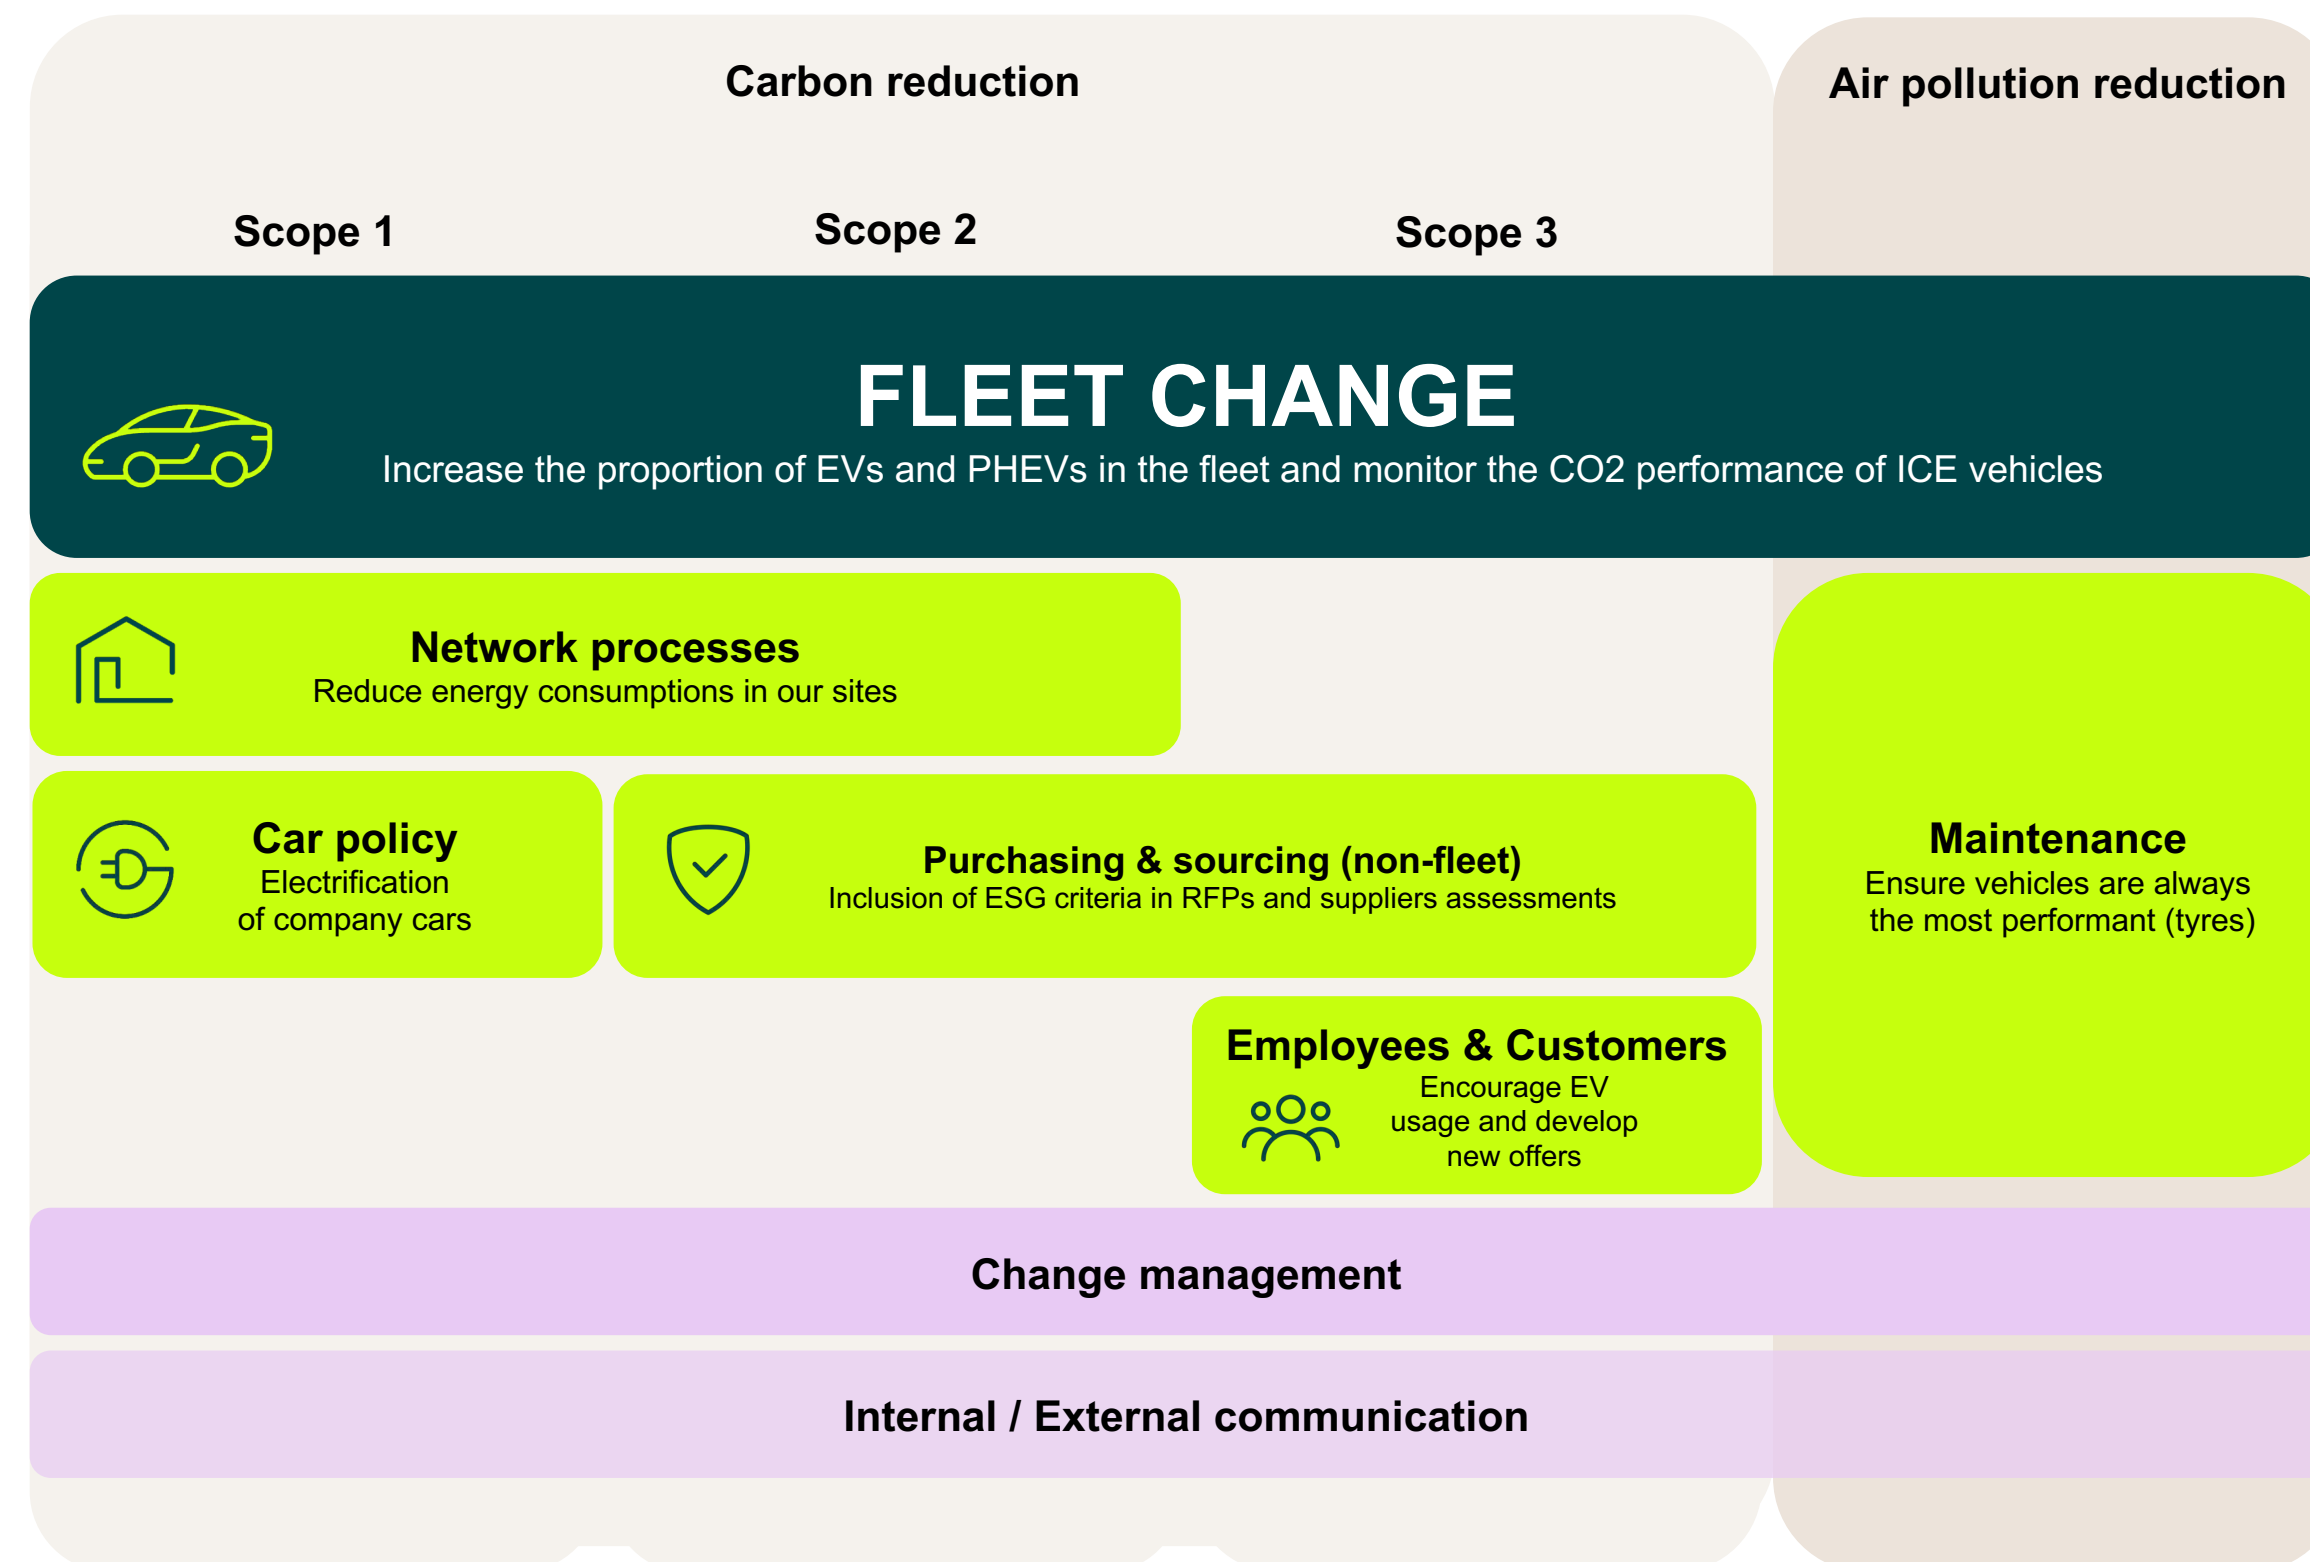 Carbon reduction
Air pollution reduction
Scope 1
Scope 2
Scope 3
FLEET CHANGE
Increase the proportion of EVs and PHEVs in the fleet and monitor the CO2 performance of ICE vehicles
Network processes
Reduce energy consumptions in our sites
Car policy
Electrification
of company cars
Purchasing & sourcing (non-fleet)
Inclusion of ESG criteria in RFPs and suppliers assessments
Maintenance
Ensure vehicles are always
the most performant (tyres)
Employees & Customers
Encourage EV
usage and develop
new offers
Change management
Internal / External communication